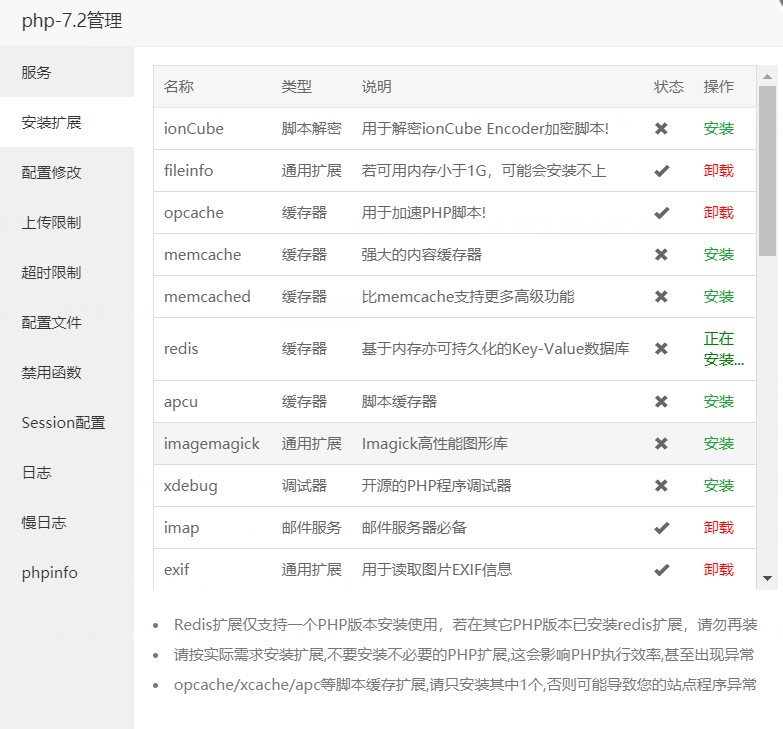 php-7.2管理
服务
安装扩展
配置修改
上传限制
超时限制
配置文件
禁用函数
Session配置
日志
慢日志
phpinfo
名称 类型 说明 状态 操作
ionCube 脚本解密 用于解密ionCube Encoder加密脚本! 安装
fileinfo 通用扩展 若可用内存小于1G，可能会安装不上 卸载
opcache 缓存器 用于加速PHP脚本! 卸载
memcache 缓存器 强大的内容缓存器 安装
memcached 缓存器 比memcache支持更多高级功能 安装
redis 缓存器 基于内存亦可持久化的Key-Value数据库 正在
安装...
apcu 缓存器 脚本缓存器 安装
imagemagick 通用扩展 Imagick高性能图形库 安装
xdebug 调试器 开源的PHP程序调试器 安装
imap 邮件服务 邮件服务器必备 卸载
exif 通用扩展 用于读取图片EXIF信息 卸载
Redis扩展仅支持一个PHP版本安装使用，若在其它PHP版本已安装redis扩展，请勿再装
请按实际需求安装扩展,不要安装不必要的PHP扩展,这会影响PHP执行效率,甚至出现异常
opcache/xcache/apc等脚本缓存扩展,请只安装其中1个,否则可能导致您的站点程序异常